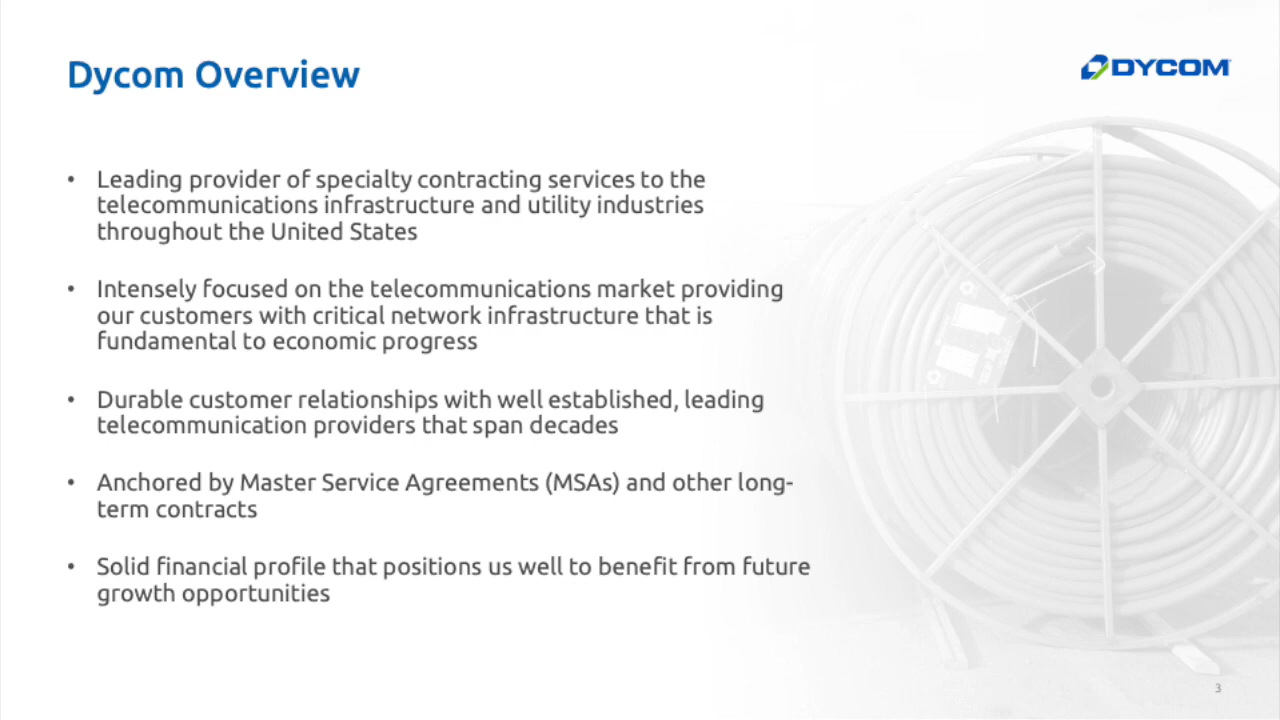 Dycom Overview
DYCOM
• Leading provider of specialty contracting services to the
telecommunications infrastructure and utility industries
throughout the United States
• Intensely focused on the telecommunications market providing
our customers with critical network infrastructure that is
fundamental to economic progress
• Durable customer relationships with well established, leading
telecommunication providers that span decades
• Anchored by Master Service Agreements (MSAs) and other long-
term contracts
• Solid financial profile that positions us well to benefit from future
growth opportunities
3